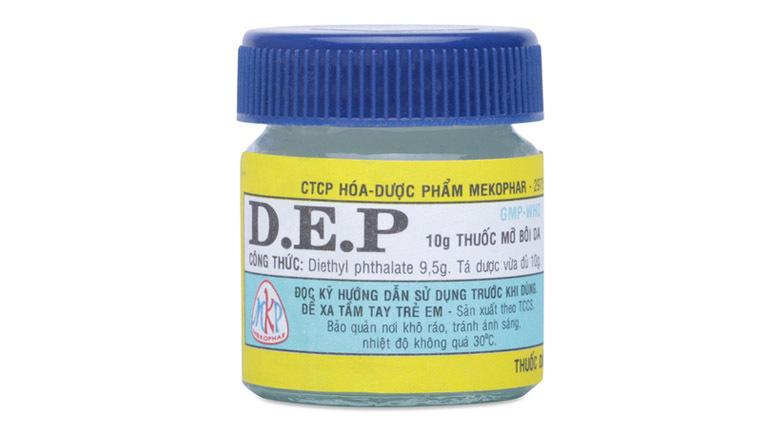 CTCP HÓA-DƯỢC PHẨM MEKOPHAR -
D.E.P
GMP-WHO
10g THUỐC MỠ BÔI DA
CÔNG THỨC: Diethyl phthalate 9,5g. Tá dược vừa đủ 10g
ĐỌC KỸ HƯỚNG DẪN SỬ DỤNG TRƯỚC KHI DÙNG.
ĐỂ XA TẦM TAY TRẺ EM - Sản xuất theo TCCS.
Bảo quản nơi khô ráo, tránh ánh sáng,
nhiệt độ không quá 30°C.
MKP
MEKOPHAR
THUỐC